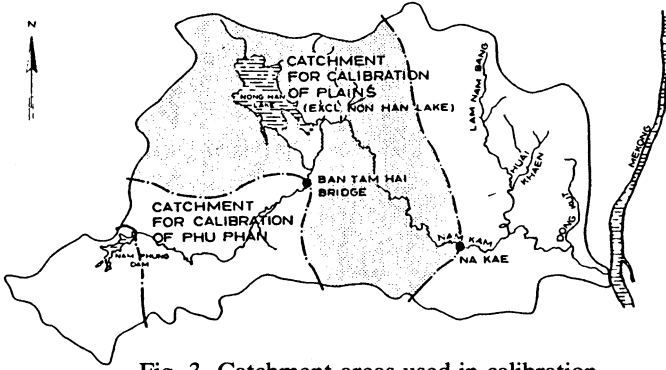 N
CATCHMENT
FOR CALIBRATION
OF PLAINS
(EXCL. NON HAN LAKE)
NONG HAN
LAKE
LAM NAM BANG
HUAI
KHAEN
MEKONG
BAN TAM HAI
BRIDGE
CATCHMENT
FOR CALIBRATION
OF PHU PHAN
NAM PHUNG
DAM
NAM KAM
NA KAE
DONG
Fig. 3 Catchment areas used in calibration